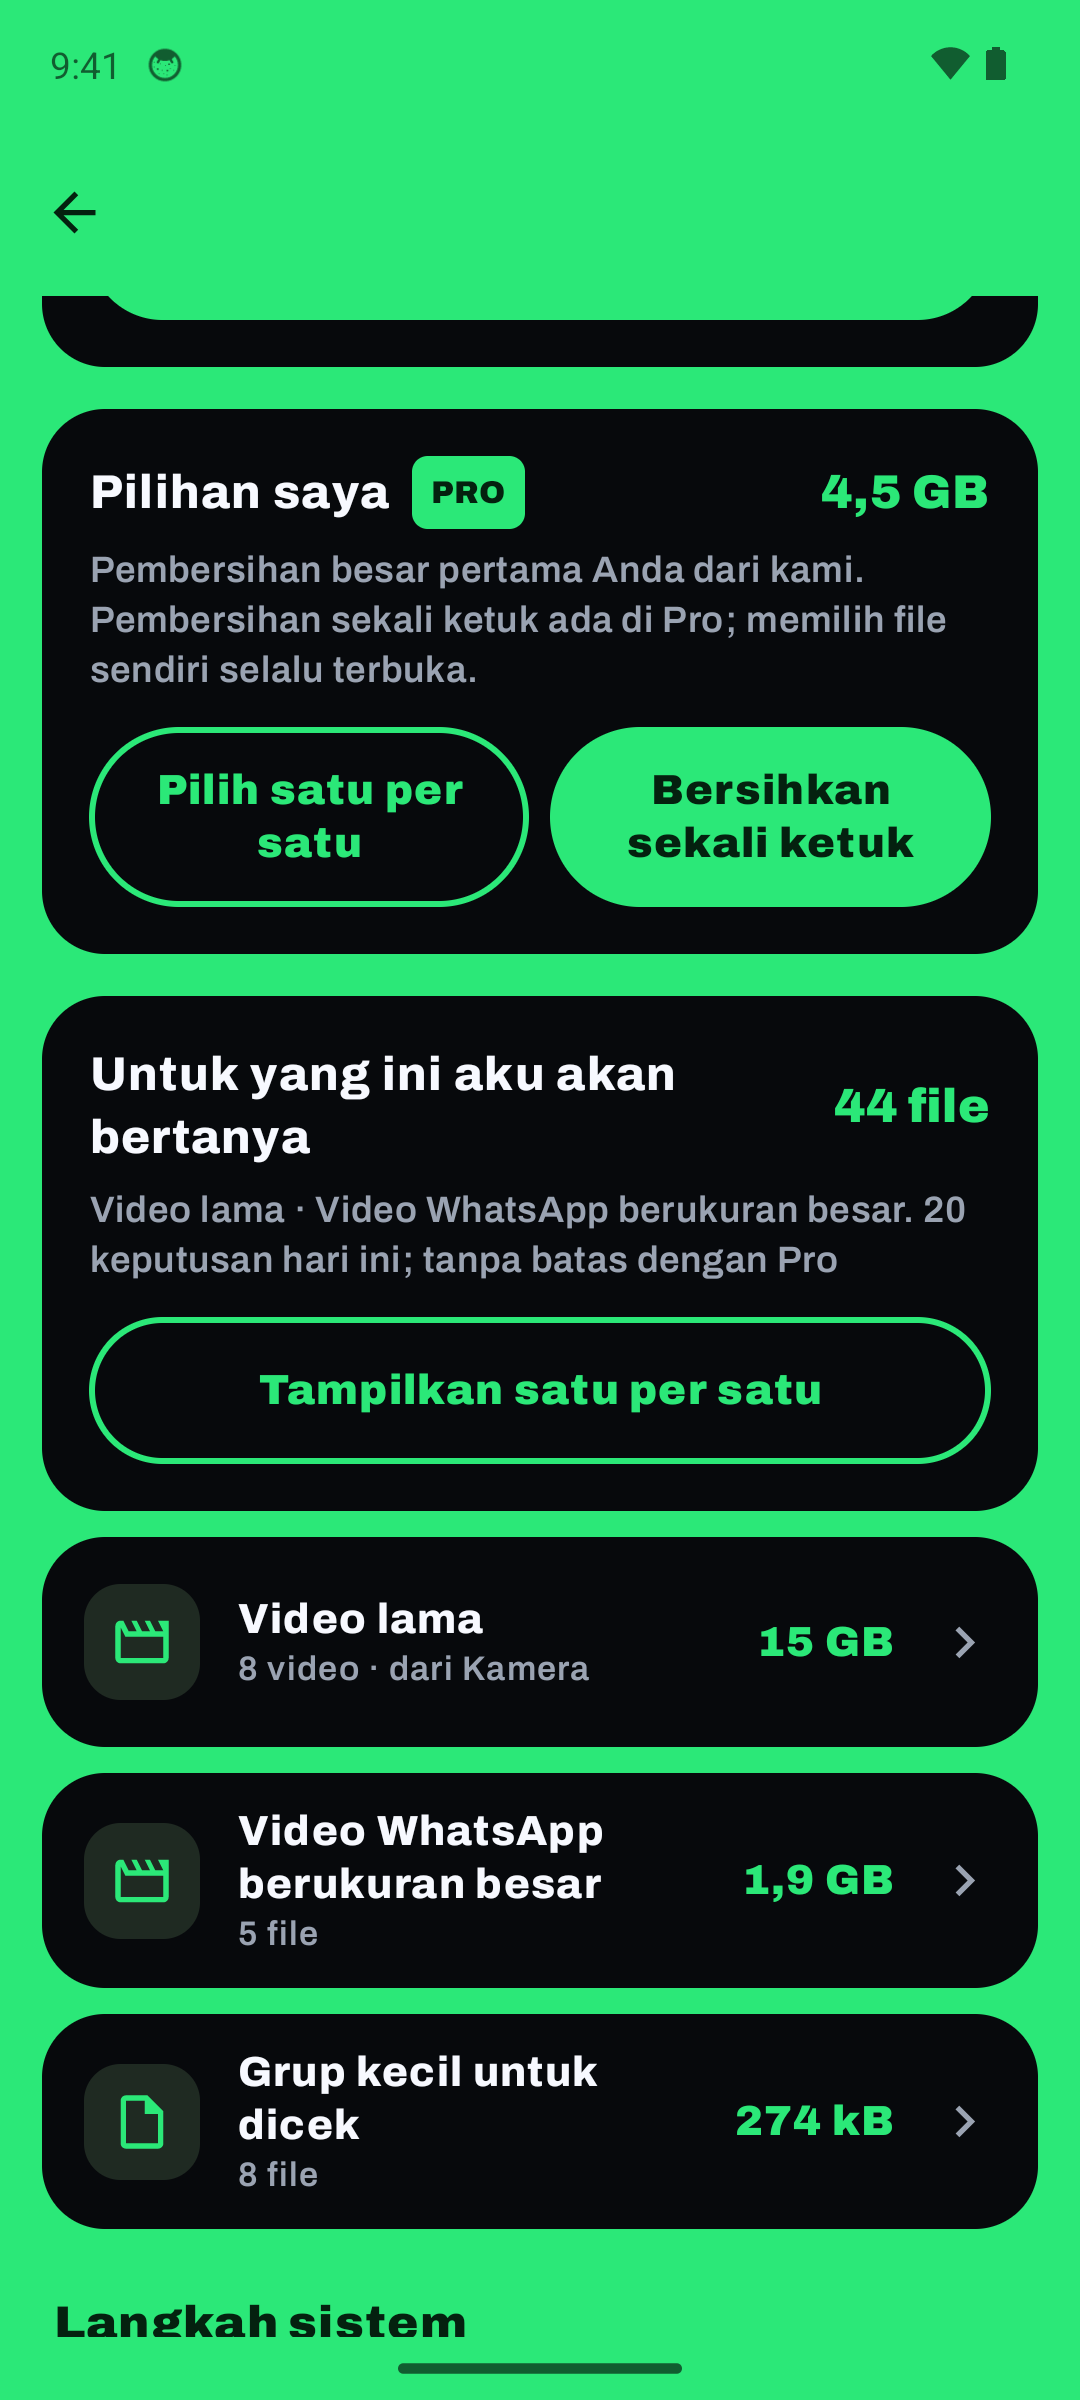 9:41
Pilihan saya PRO 4,5 GB
Pembersihan besar pertama Anda dari kami.
Pembersihan sekali ketuk ada di Pro; memilih file
sendiri selalu terbuka.
Pilih satu per
satu
Bersihkan
sekali ketuk
Untuk yang ini aku akan
bertanya
44 file
Video lama · Video WhatsApp berukuran besar. 20
keputusan hari ini; tanpa batas dengan Pro
Tampilkan satu per satu
Video lama
8 video · dari Kamera
15 GB
Video WhatsApp
berukuran besar
5 file
1,9 GB
Grup kecil untuk
dicek
8 file
274 kB
Langkah sistem